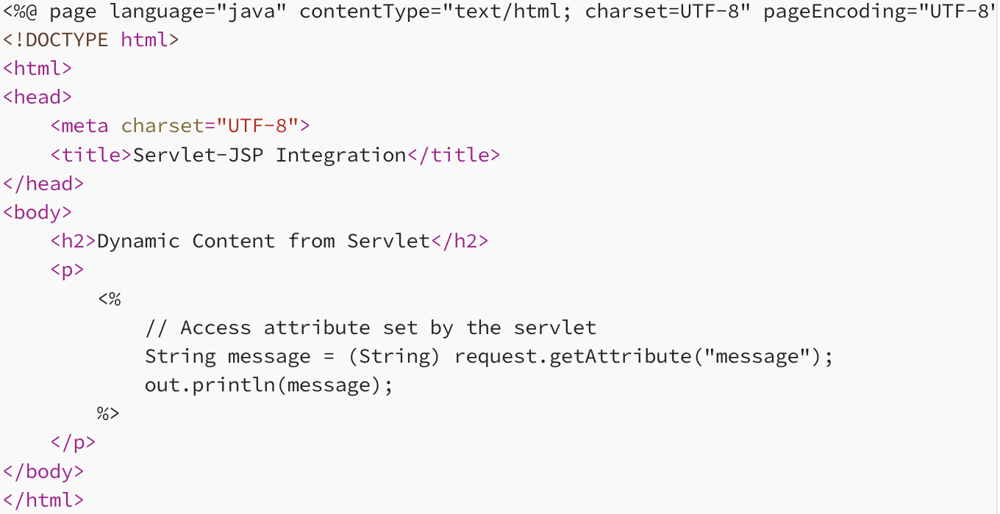 <%@ page language="java" contentType="text/html; charset=UTF-8" pageEncoding="UTF-8"
<!DOCTYPE html>
<html>
<head>
    <meta charset="UTF-8">
    <title>Servlet-JSP Integration</title>
</head>
<body>
    <h2>Dynamic Content from Servlet</h2>
    <p>
        <%
            // Access attribute set by the servlet
            String message = (String) request.getAttribute("message");
            out.println(message);
        %>
    </p>
</body>
</html>